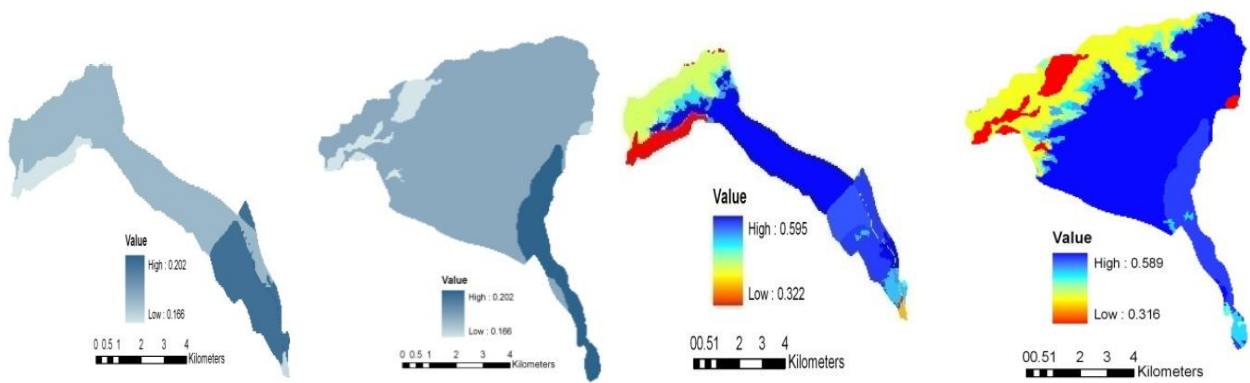 Value
High : 0.202
Low : 0.166
0 0.5 1 2 3 4
Kilometers
Value
High : 0.202
Low : 0.166
0 0.5 1 2 3 4
Kilometers
Value
High : 0.595
Low : 0.322
00.51 2 3 4
Kilometers
Value
High : 0.589
Low : 0.316
00.51 2 3 4
Kilometers